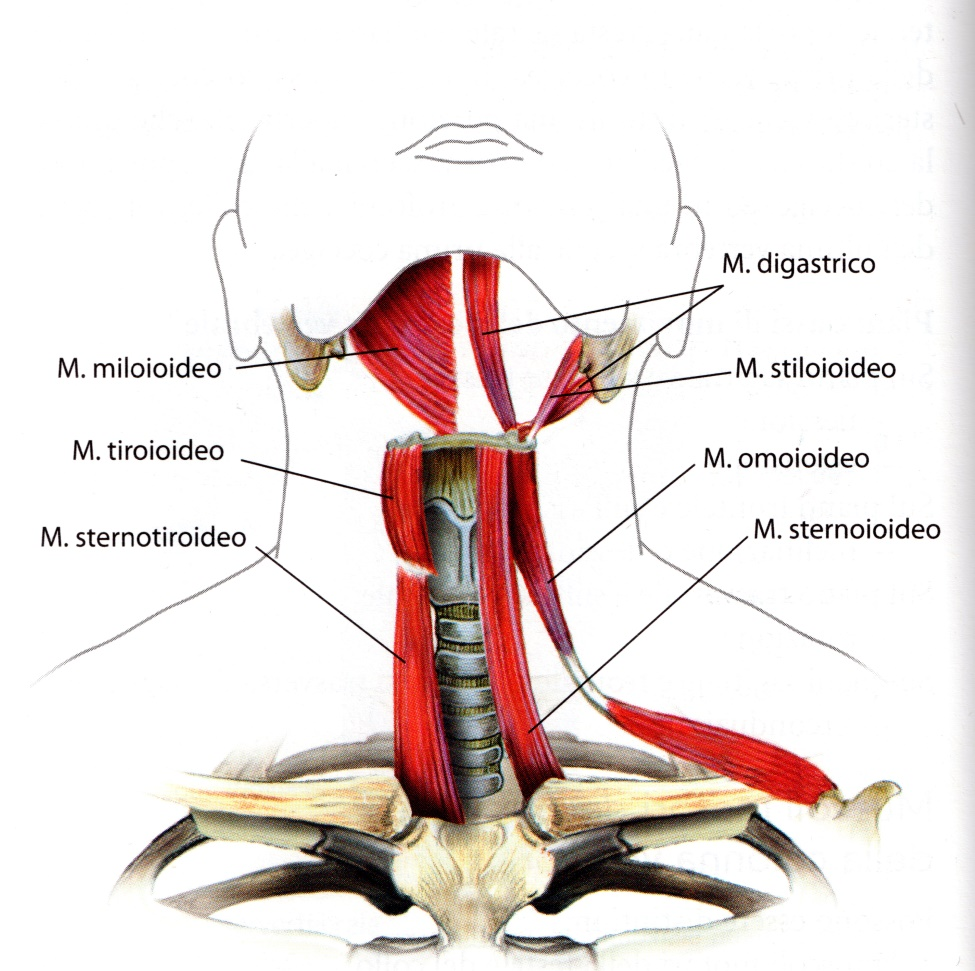 M. digastrico
M. miloioideo
M. stiloioideo
M. tiroioideo
M. omoioideo
M. sternotiroideo
M. sternoioideo